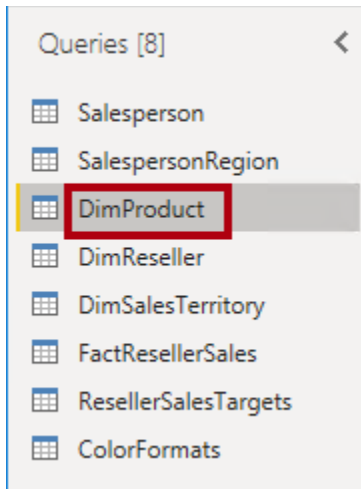 Queries [8]
Salesperson
SalespersonRegion
DimProduct
DimReseller
DimSalesTerritory
FactResellerSales
ResellerSalesTargets
ColorFormats